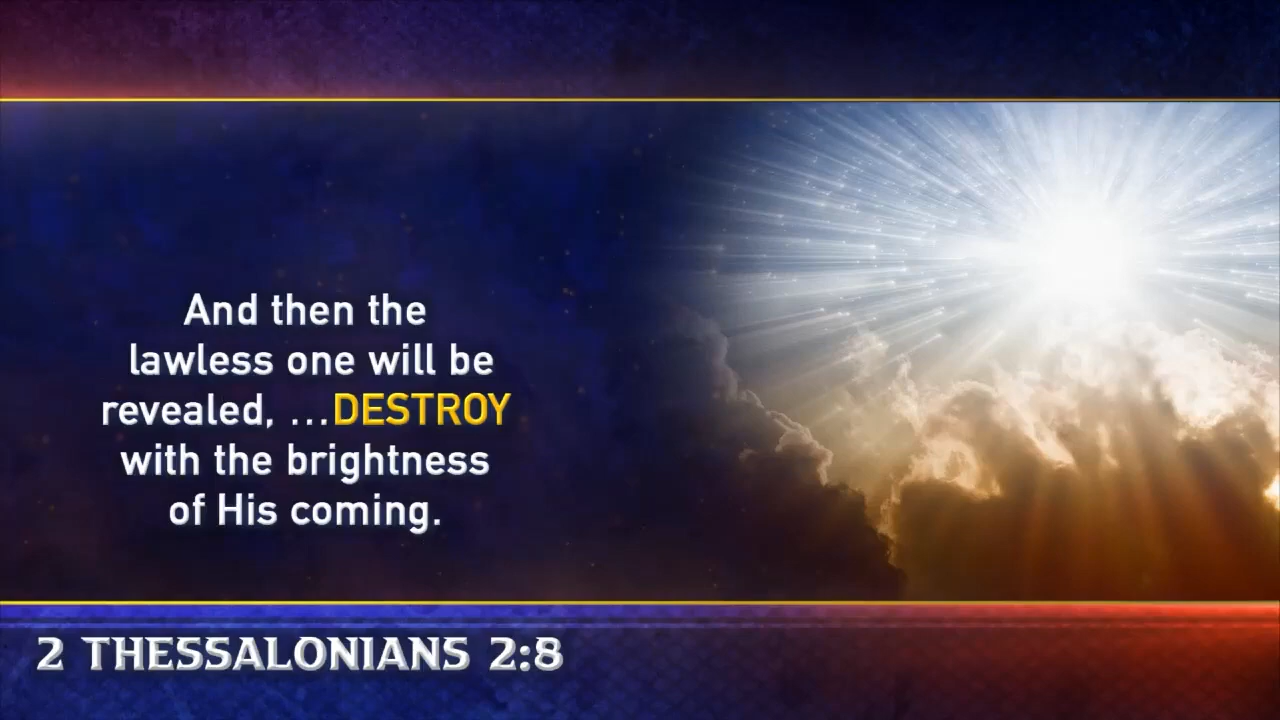 And then the
lawless one will be
revealed, ...DESTROY
with the brightness
of His coming.
2 THESSALONIANS 2:8